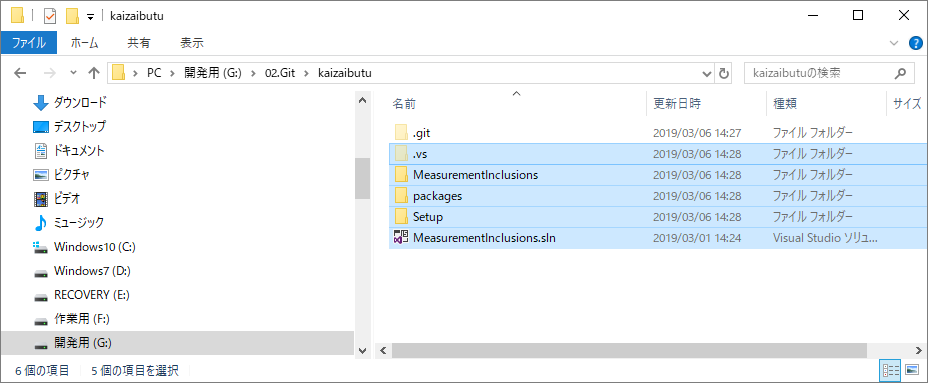 kaizaibutu
ファイル ホーム 共有 表示
PC 開発用 (G:) 02.Git kaizaibutu kaizaibutuの検索
ダウンロード
デスクトップ
ドキュメント
ピクチャ
ビデオ
ミュージック
Windows10 (C:)
Windows7 (D:)
RECOVERY (E:)
作業用 (F:)
開発用 (G:)
名前 更新日時 種類 サイズ
.git 2019/03/06 14:27 ファイル フォルダー
.vs 2019/03/06 14:28 ファイル フォルダー
MeasurementInclusions 2019/03/06 14:28 ファイル フォルダー
packages 2019/03/06 14:28 ファイル フォルダー
Setup 2019/03/06 14:28 ファイル フォルダー
MeasurementInclusions.sln 2019/03/01 14:24 Visual Studio ソリュ...
6 個の項目 5 個の項目を選択